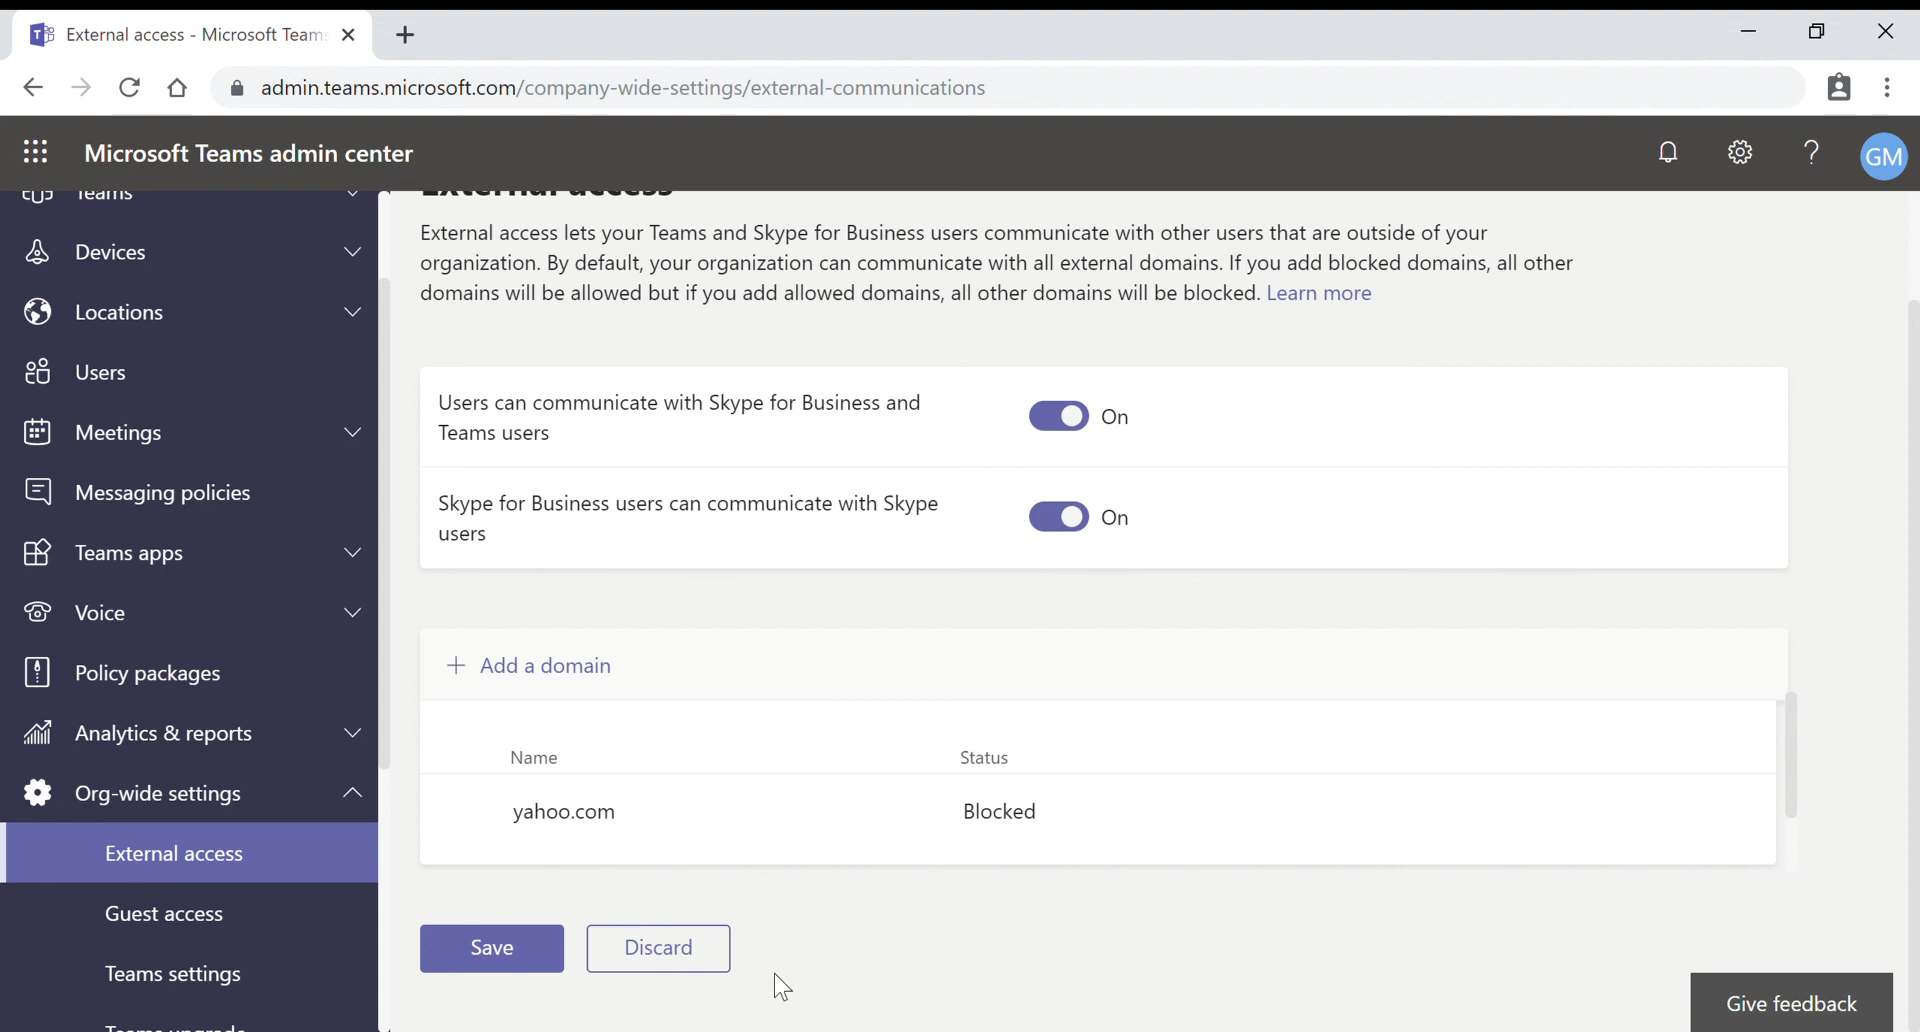 External access - Microsoft Team
admin.teams.microsoft.com/company-wide-settings/external-communications
Microsoft Teams admin center
?
GM
Teams
Devices
Locations
Users
Meetings
Messaging policies
Teams apps
Voice
Policy packages
Analytics & reports
Org-wide settings
External access
Guest access
Teams settings
Teams upgrade
External access
External access lets your Teams and Skype for Business users communicate with other users that are outside of your
organization. By default, your organization can communicate with all external domains. If you add blocked domains, all other
domains will be allowed but if you add allowed domains, all other domains will be blocked. Learn more
Users can communicate with Skype for Business and
Teams users
On
Skype for Business users can communicate with Skype
users
On
+ Add a domain
Name Status
yahoo.com Blocked
Save Discard
Give feedback